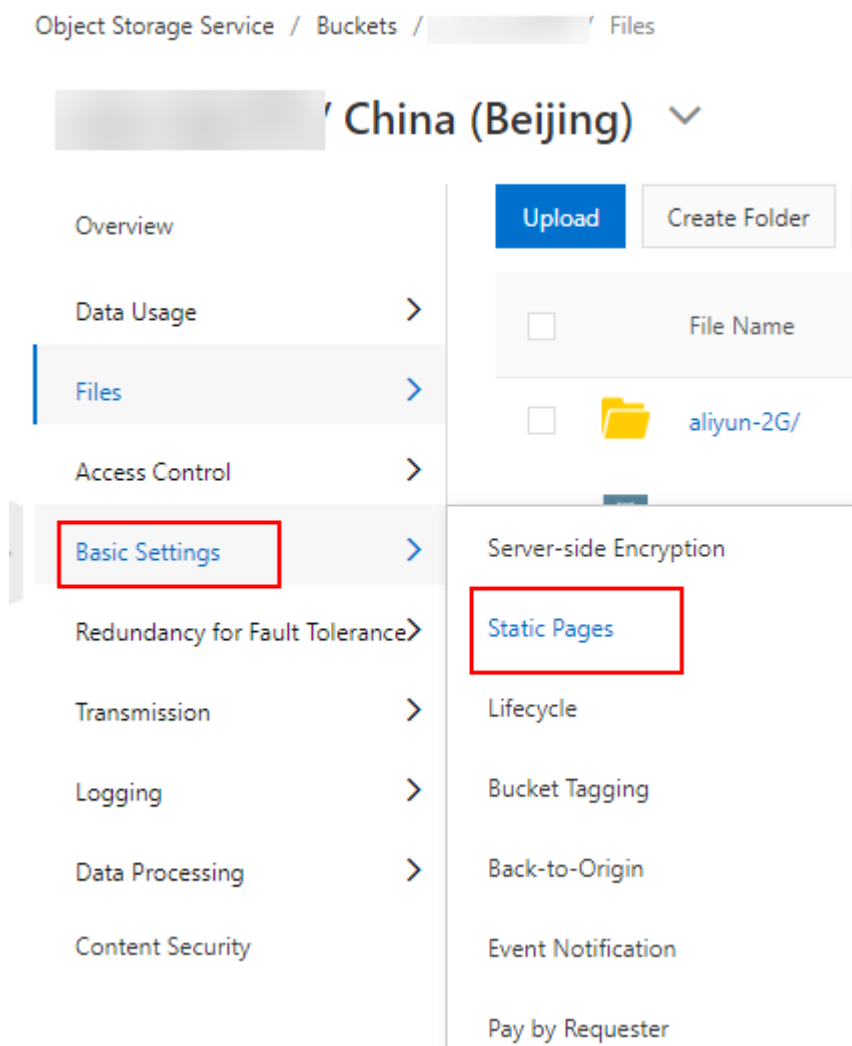 Object Storage Service / Buckets / / Files
/ China (Beijing)
Overview
Upload
Create Folder
Data Usage
File Name
Files
aliyun-2G/
Access Control
Basic Settings
Server-side Encryption
Static Pages
Redundancy for Fault Tolerance
Lifecycle
Transmission
Bucket Tagging
Logging
Back-to-Origin
Data Processing
Event Notification
Content Security
Pay by Requester